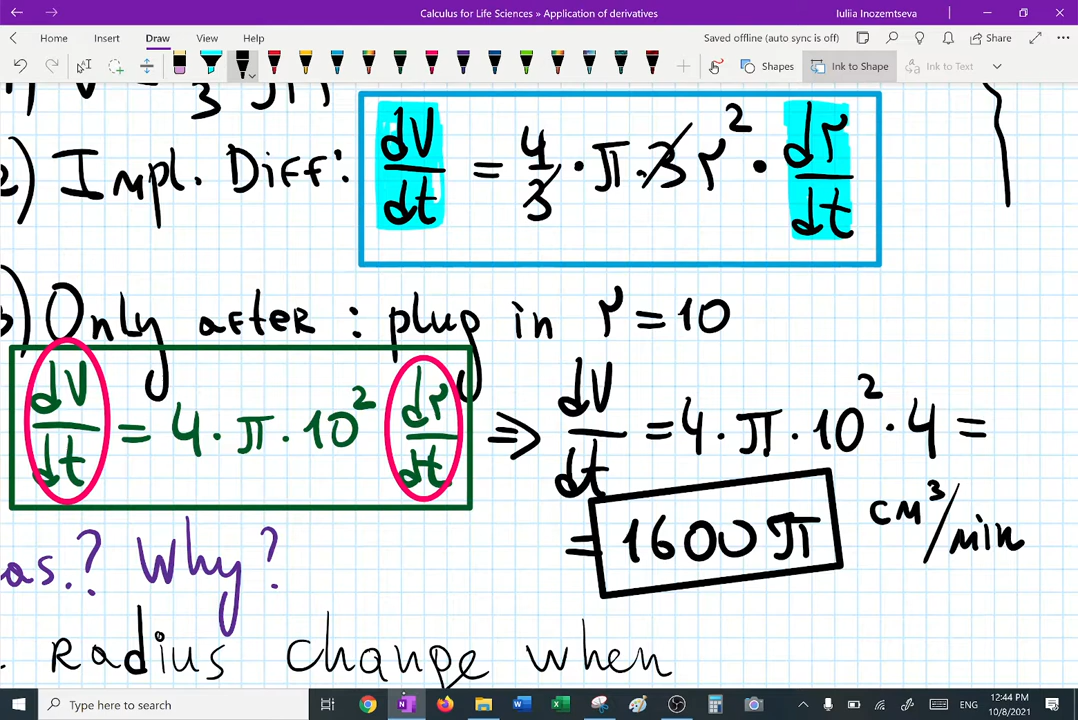 Calculus for Life Sciences » Application of derivatives
Iuliia Inozemtseva
Home Insert Draw View Help
Saved offline (auto sync is off)
Share
Shapes
Ink to Shape
Ink to Text
2) Impl. Diff: dV/dt = 4/3 · π · 3r² · dr/dt
Only after : plug in r = 10
dV/dt = 4 · π · 10² dr/dt => dV/dt = 4 · π · 10² · 4 =
= 1600π cm³/min
as.? Why?
. Radius change when
Type here to search
ENG
12:44 PM
10/8/2021